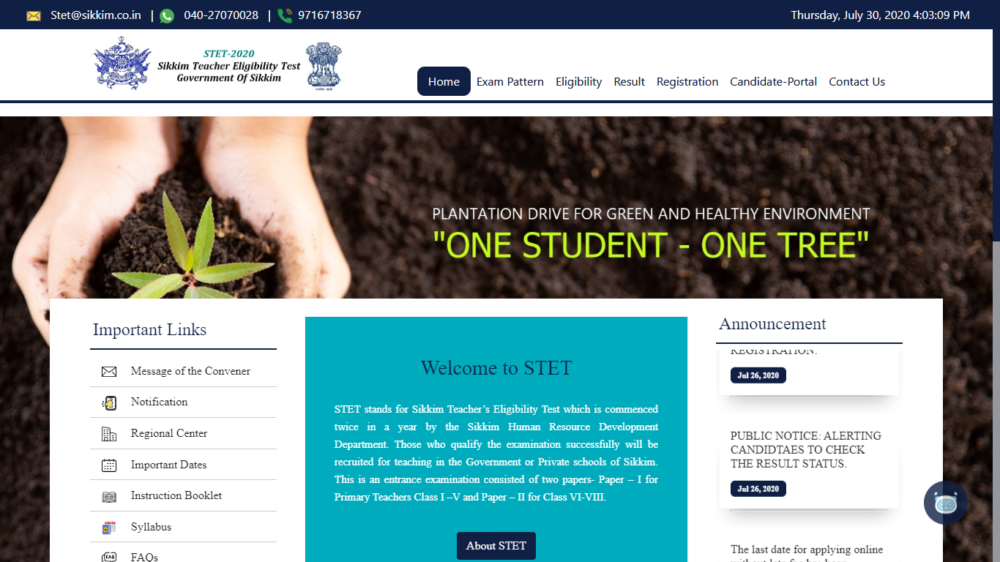 Stet@sikkim.co.in | 040-27070028 | 9716718367
Thursday, July 30, 2020 4:03:09 PM
STET-2020
Sikkim Teacher Eligibility Test
Government Of Sikkim
Home Exam Pattern Eligibility Result Registration Candidate-Portal Contact Us
PLANTATION DRIVE FOR GREEN AND HEALTHY ENVIRONMENT
"ONE STUDENT - ONE TREE"
Important Links
Message of the Convener
Notification
Regional Center
Important Dates
Instruction Booklet
Syllabus
FAQ
FAQs
Welcome to STET
STET stands for Sikkim Teacher’s Eligibility Test which is commenced
twice in a year by the Sikkim Human Resource Development
Department. Those who qualify the examination successfully will be
recruited for teaching in the Government or Private schools of Sikkim.
This is an entrance examination consisted of two papers- Paper – I for
Primary Teachers Class I –V and Paper – II for Class VI-VIII.
About STET
Announcement
REGISTRATION.
Jul 26, 2020
PUBLIC NOTICE: ALERTING
CANDIDTAES TO CHECK
THE RESULT STATUS.
Jul 26, 2020
The last date for applying online